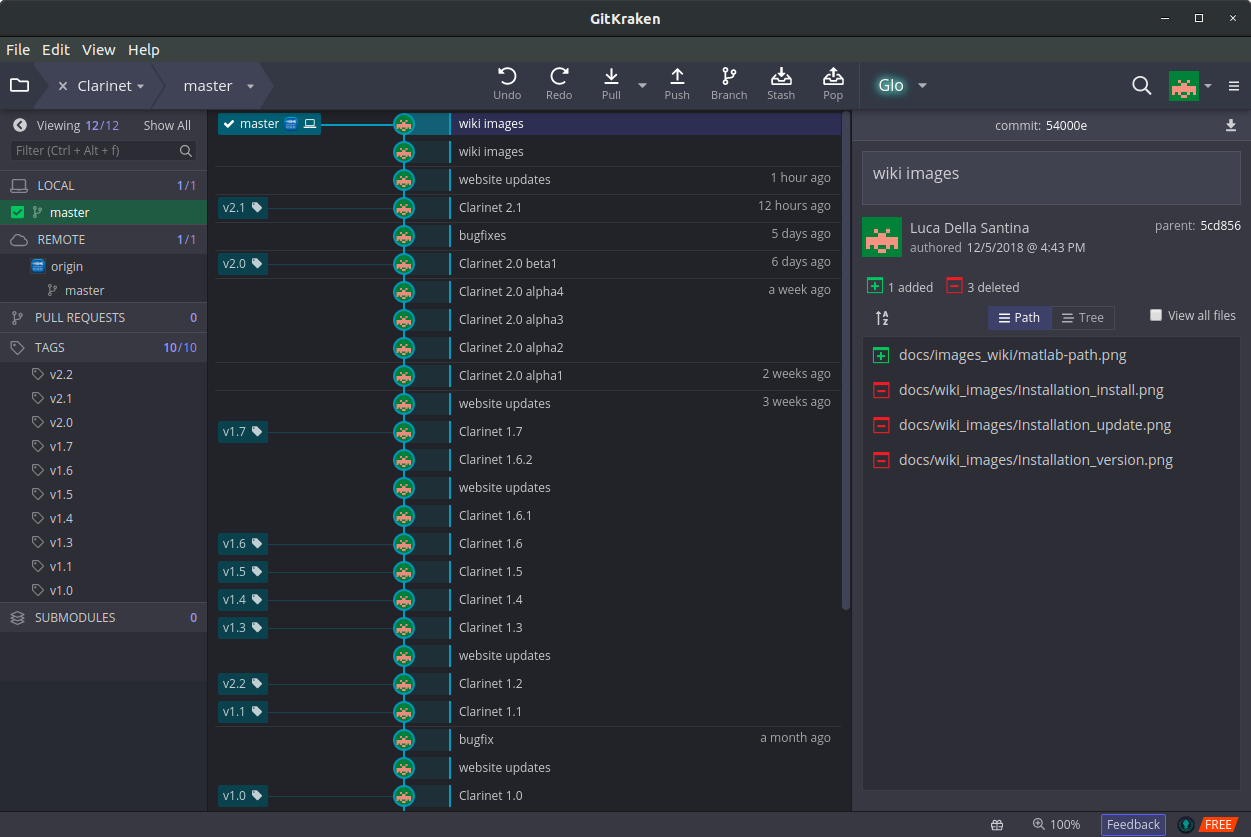 GitKraken
File Edit View Help
Clarinet master Undo Redo Pull Push Branch Stash Pop Glo
Viewing 12/12 Show All
Filter (Ctrl + Alt + f)
LOCAL 1/1
master
REMOTE 1/1
origin
master
PULL REQUESTS 0
TAGS 10/10
v2.2
v2.1
v2.0
v1.7
v1.6
v1.5
v1.4
v1.3
v1.1
v1.0
SUBMODULES 0
master wiki images
wiki images
website updates 1 hour ago
v2.1 Clarinet 2.1 12 hours ago
bugfixes 5 days ago
v2.0 Clarinet 2.0 beta1 6 days ago
Clarinet 2.0 alpha4 a week ago
Clarinet 2.0 alpha3
Clarinet 2.0 alpha2
Clarinet 2.0 alpha1 2 weeks ago
website updates 3 weeks ago
v1.7 Clarinet 1.7
Clarinet 1.6.2
website updates
Clarinet 1.6.1
v1.6 Clarinet 1.6
v1.5 Clarinet 1.5
v1.4 Clarinet 1.4
v1.3 Clarinet 1.3
website updates
v2.2 Clarinet 1.2
v1.1 Clarinet 1.1
bugfix a month ago
website updates
v1.0 Clarinet 1.0
commit: 54000e
wiki images
Luca Della Santina parent: 5cd856
authored 12/5/2018 @ 4:43 PM
1 added 3 deleted
Path Tree View all files
docs/images_wiki/matlab-path.png
docs/wiki_images/Installation_install.png
docs/wiki_images/Installation_update.png
docs/wiki_images/Installation_version.png
100% Feedback FREE